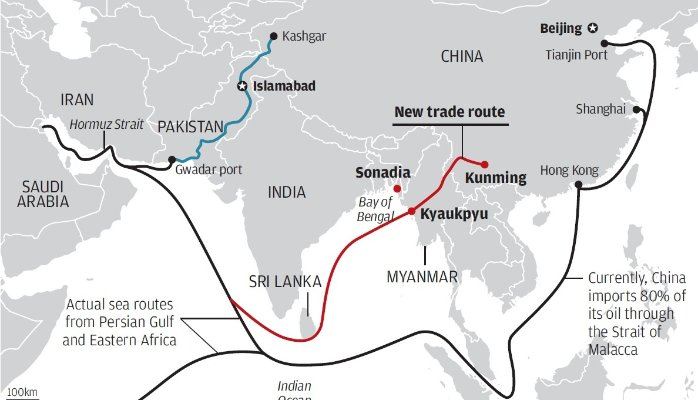 Beijing
Tianjin Port
Kashgar
CHINA
Islamabad
IRAN
Hormuz Strait
PAKISTAN
New trade route
Shanghai
Gwadar port
SAUDI
ARABIA
INDIA
Sonadia
Kunming
Hong Kong
Bay of
Bengal
Kyaukpyu
SRI LANKA
MYANMAR
Actual sea routes
from Persian Gulf
and Eastern Africa
Currently, China
imports 80% of
its oil through
the Strait of
Malacca
100km
Indian
Ocean